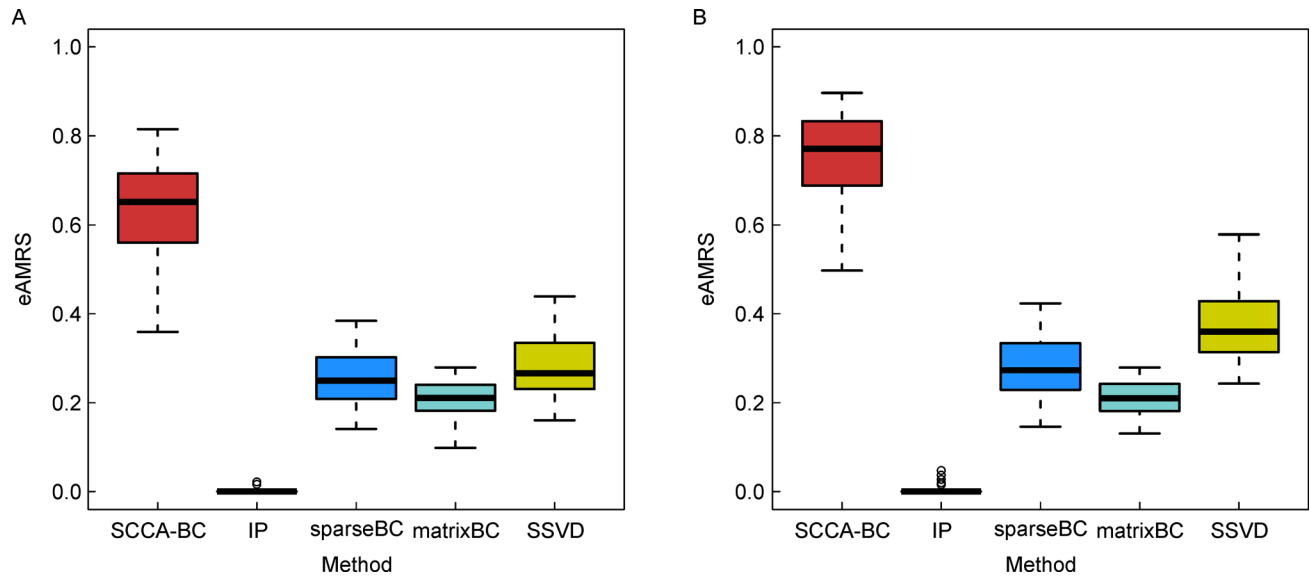 A
eAMRS
1.0
0.8
0.6
0.4
0.2
0.0
SCCA-BC IP sparseBC matrixBC SSVD
Method
B
eAMRS
1.0
0.8
0.6
0.4
0.2
0.0
SCCA-BC IP sparseBC matrixBC SSVD
Method